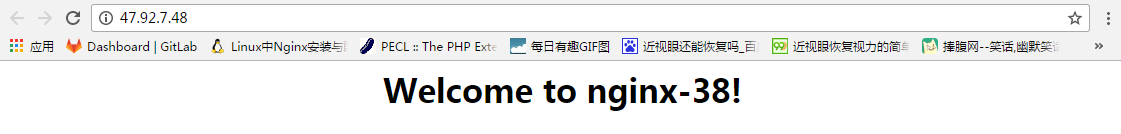 47.92.7.48
应用 Dashboard | GitLab Linux中Nginx安装与 PECL :: The PHP Exte 每日有趣GIF图 近视眼还能恢复吗_百 近视眼恢复视力的简单 捧腹网--笑话,幽默笑话 »
Welcome to nginx-38!